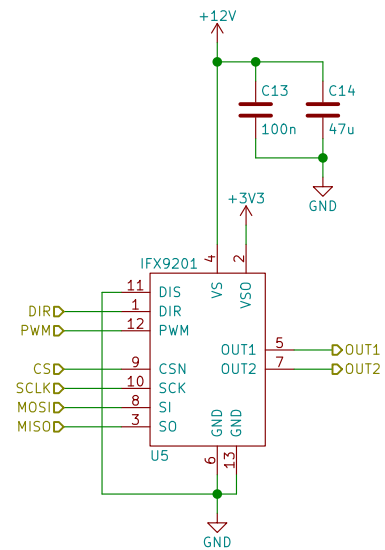 +12V
C13
100n
C14
47u
GND
+3V3
IFX9201
4
2
VS
VSO
11
DIS
DIR
1
DIR
PWM
12
PWM
5
OUT1
OUT1
7
OUT2
OUT2
CS
9
CSN
SCLK
10
SCK
MOSI
8
SI
MISO
3
SO
GND
GND
U5
6
13
GND